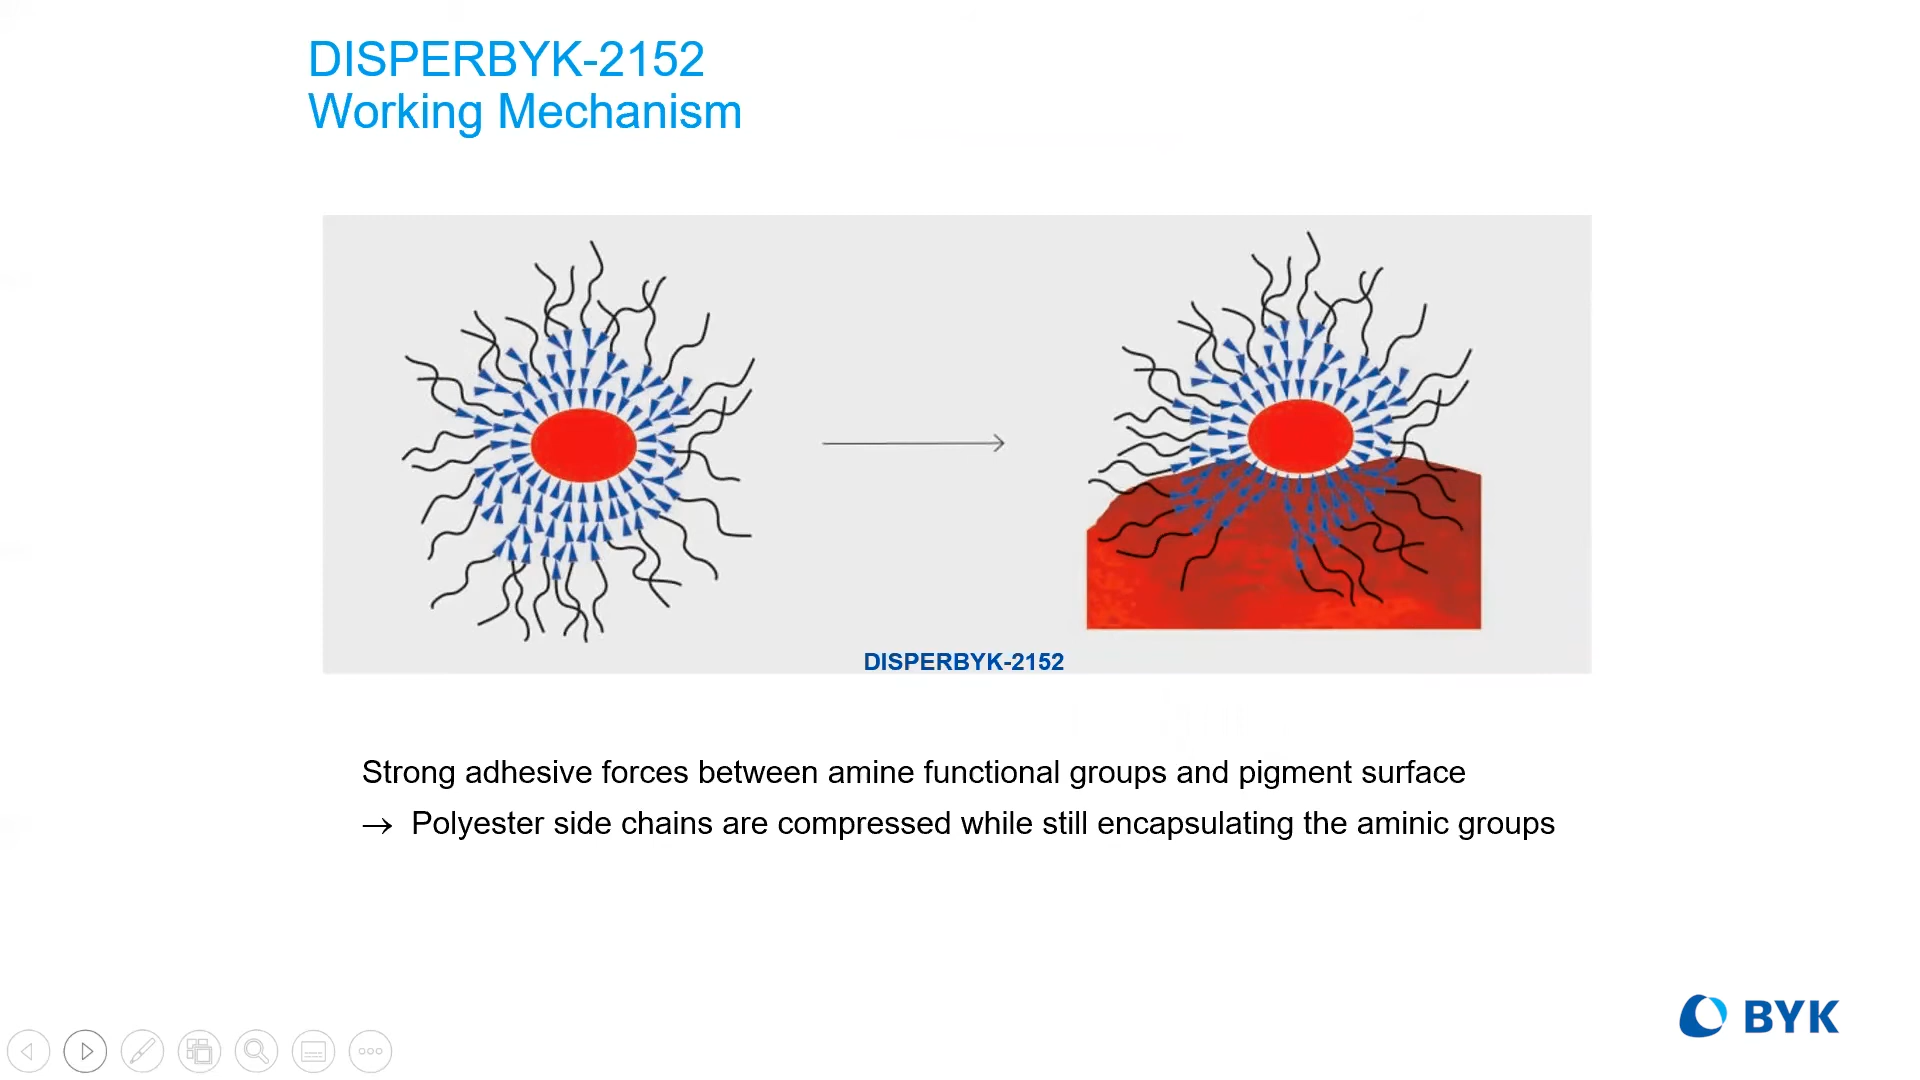 DISPERBYK-2152
Working Mechanism
DISPERBYK-2152
Strong adhesive forces between amine functional groups and pigment surface
→ Polyester side chains are compressed while still encapsulating the aminic groups
BYK